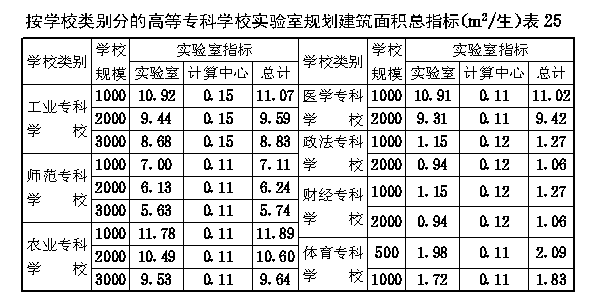 按学校类别分的高等专科学校实验室规划建筑面积总指标(m²/生)表 25
学校类别 学校规模 实验室指标 学校类别 学校规模 实验室指标
实验室 计算中心 总计 实验室 计算中心 总计
工业专科学校 1000 10.92 0.15 11.07 医学专科学校 1000 10.91 0.11 11.02
2000 9.44 0.15 9.59 2000 9.31 0.11 9.42
3000 8.68 0.15 8.83 政法专科学校 1000 1.15 0.12 1.27
师范专科学校 1000 7.00 0.11 7.11 2000 0.94 0.12 1.06
2000 6.13 0.11 6.24 财经专科学校 1000 1.15 0.12 1.27
3000 5.63 0.11 5.74 2000 0.94 0.12 1.06
农业专科学校 1000 11.78 0.11 11.89
2000 10.49 0.11 10.60 体育专科学校 500 1.98 0.11 2.09
3000 9.53 0.11 9.64 1000 1.72 0.11 1.83